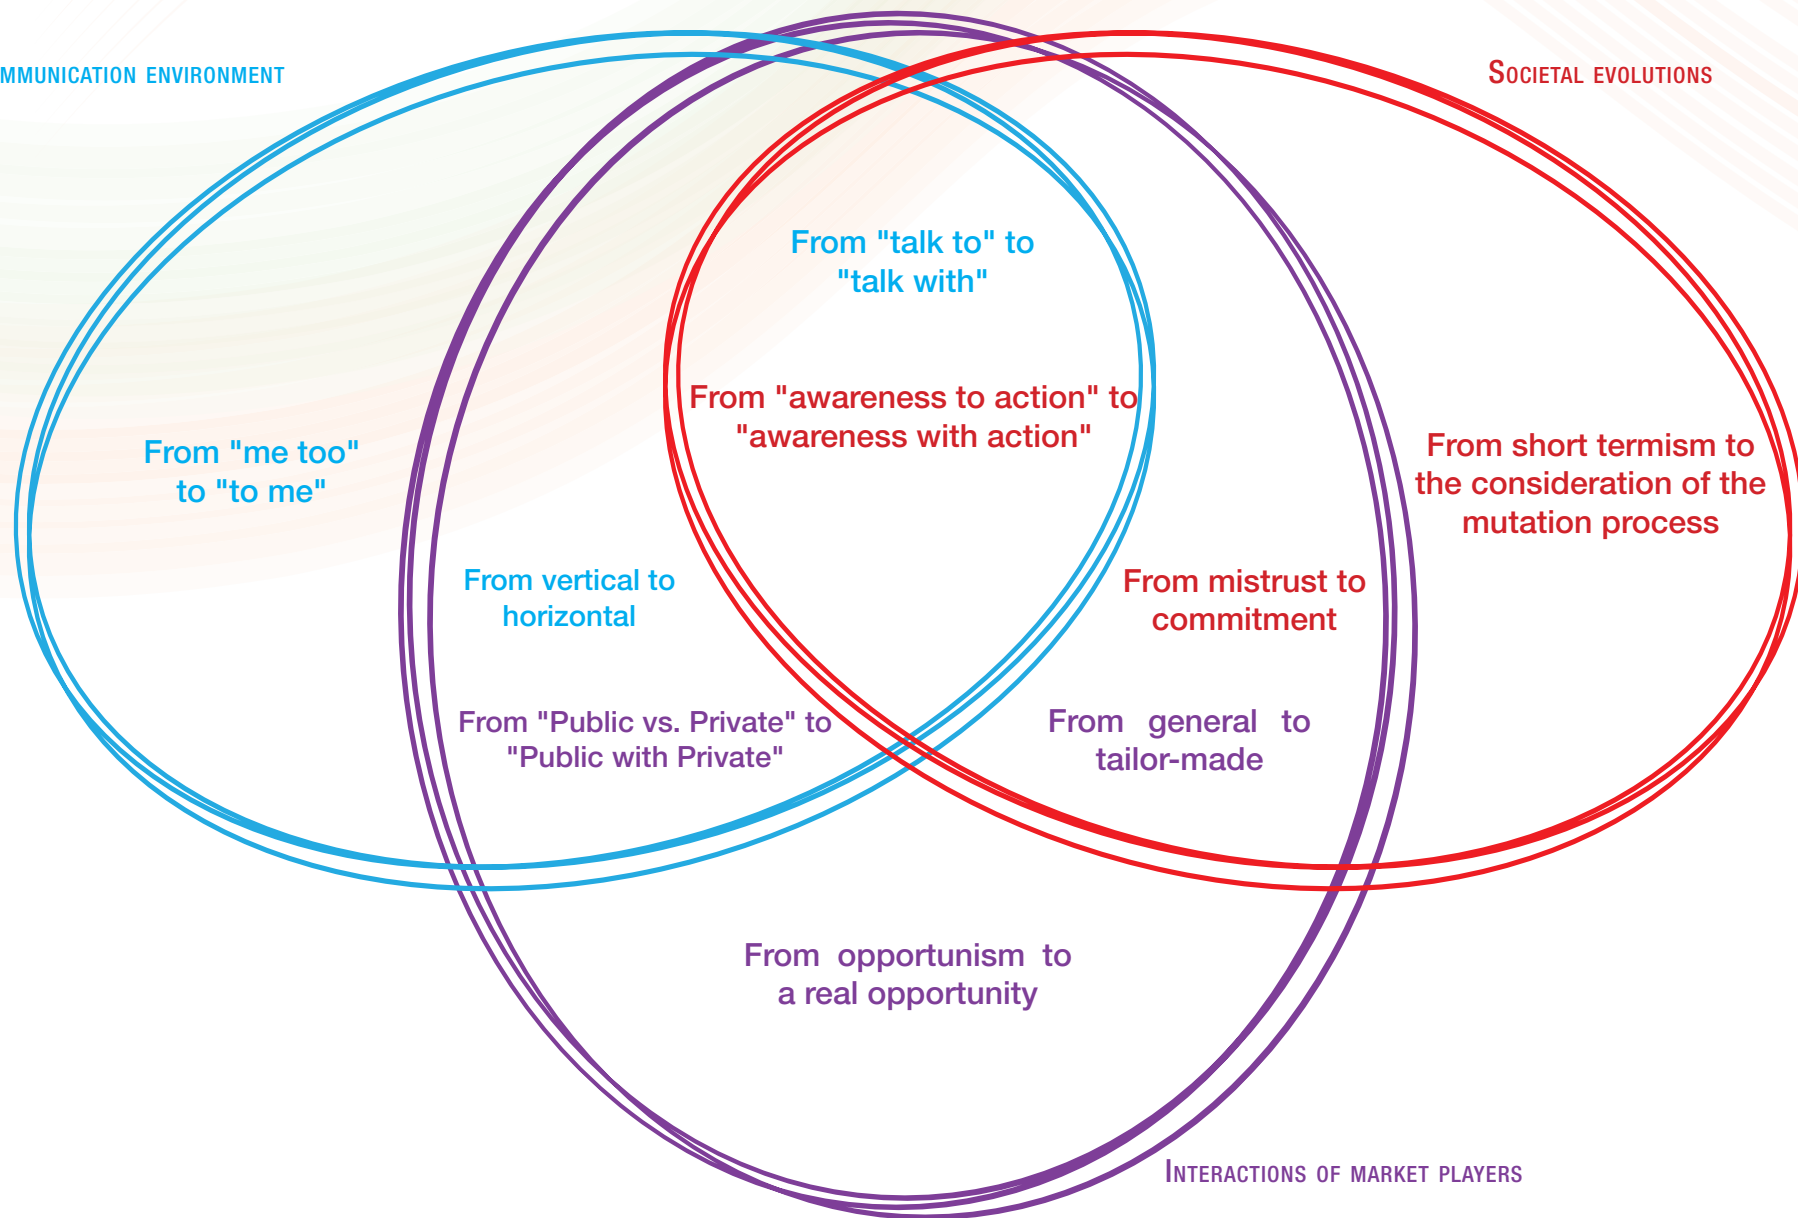 MMUNICATION ENVIRONMENT
SOCIETAL EVOLUTIONS
From "talk to" to
"talk with"
From "awareness to action" to
"awareness with action"
From "me too"
to "to me"
From short termism to
the consideration of the
mutation process
From vertical to
horizontal
From mistrust to
commitment
From "Public vs. Private" to
"Public with Private"
From general to
tailor-made
From opportunism to
a real opportunity
INTERACTIONS OF MARKET PLAYERS